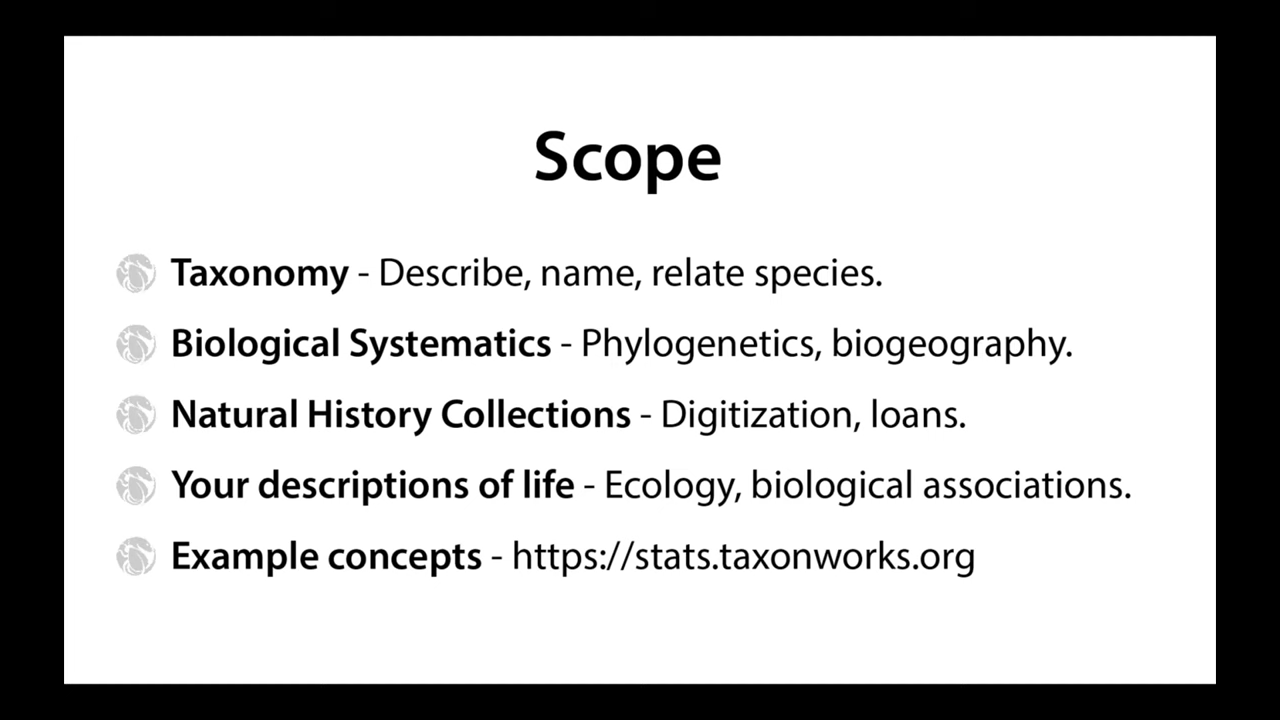 Scope
Taxonomy - Describe, name, relate species.
Biological Systematics - Phylogenetics, biogeography.
Natural History Collections - Digitization, loans.
Your descriptions of life - Ecology, biological associations.
Example concepts - https://stats.taxonworks.org